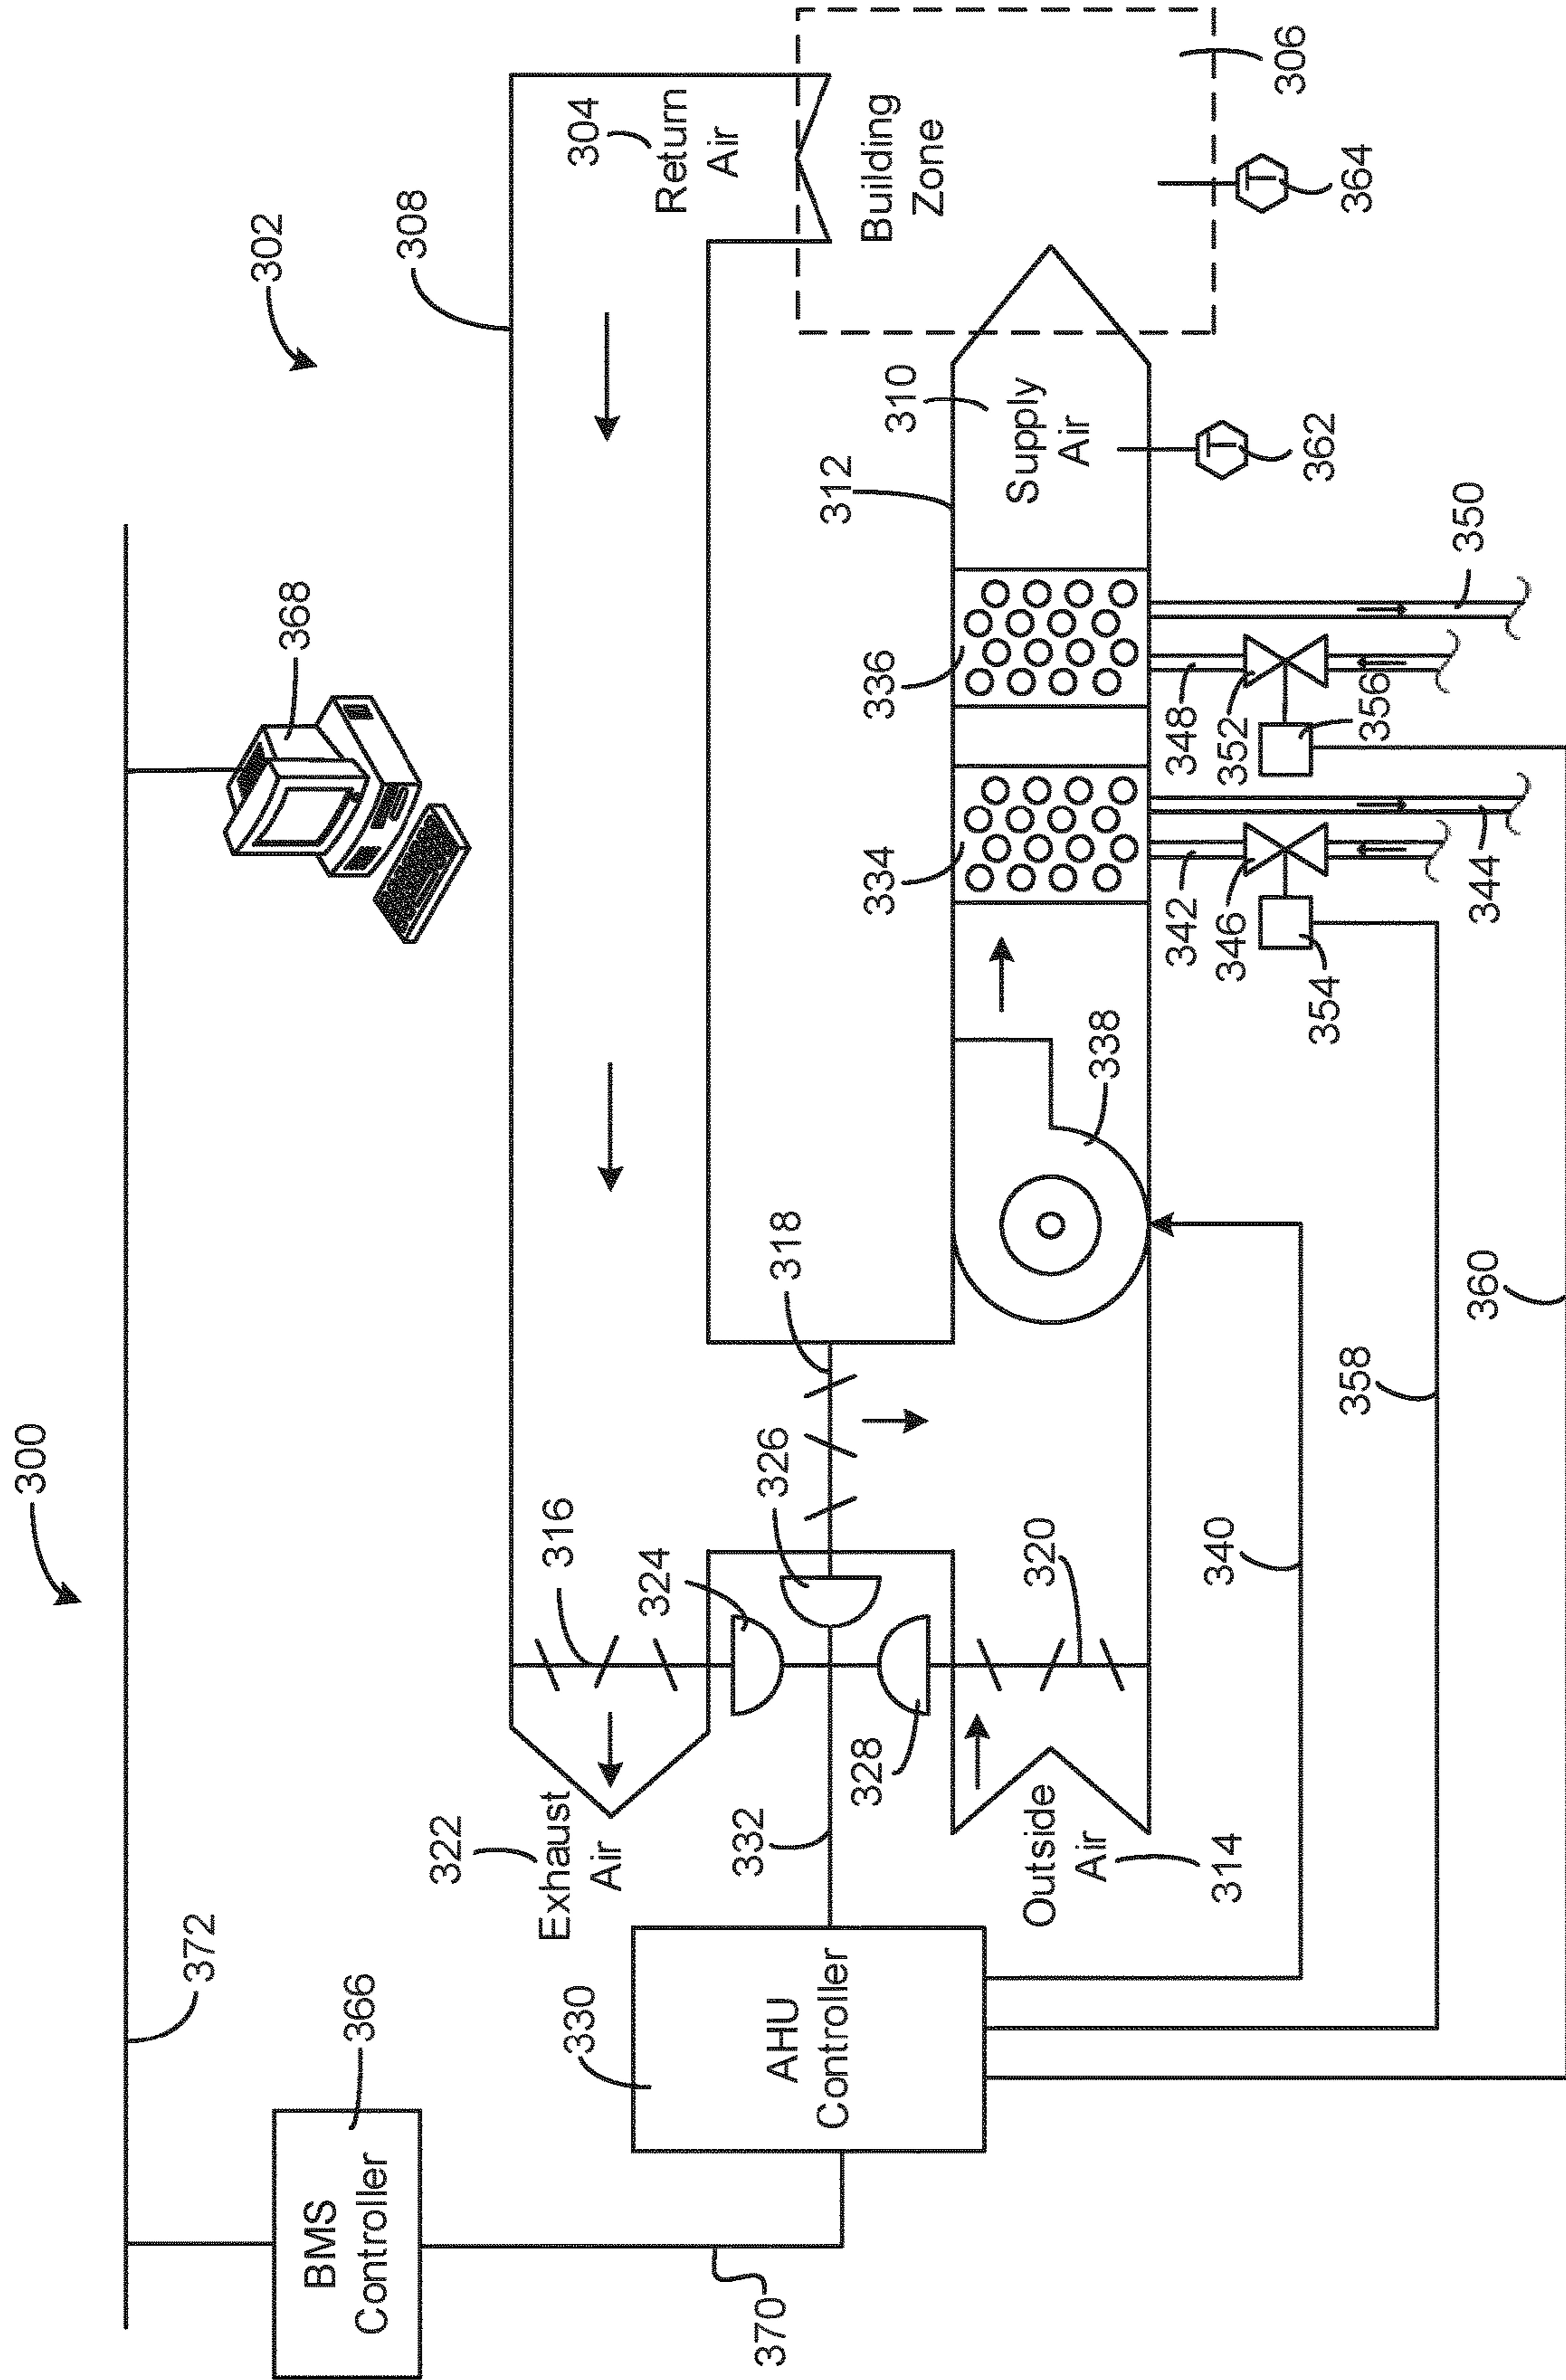 300
372
366
BMS
Controller
370
368
302
308
304
Return
Air
Building
Zone
306
364
322
Exhaust
Air
316
324
326
318
328
332
330
AHU
Controller
Outside
Air
314
320
338
334
336
312
310
Supply
Air
362
342
344
346
348
350
352
354
356
340
358
360
T
T